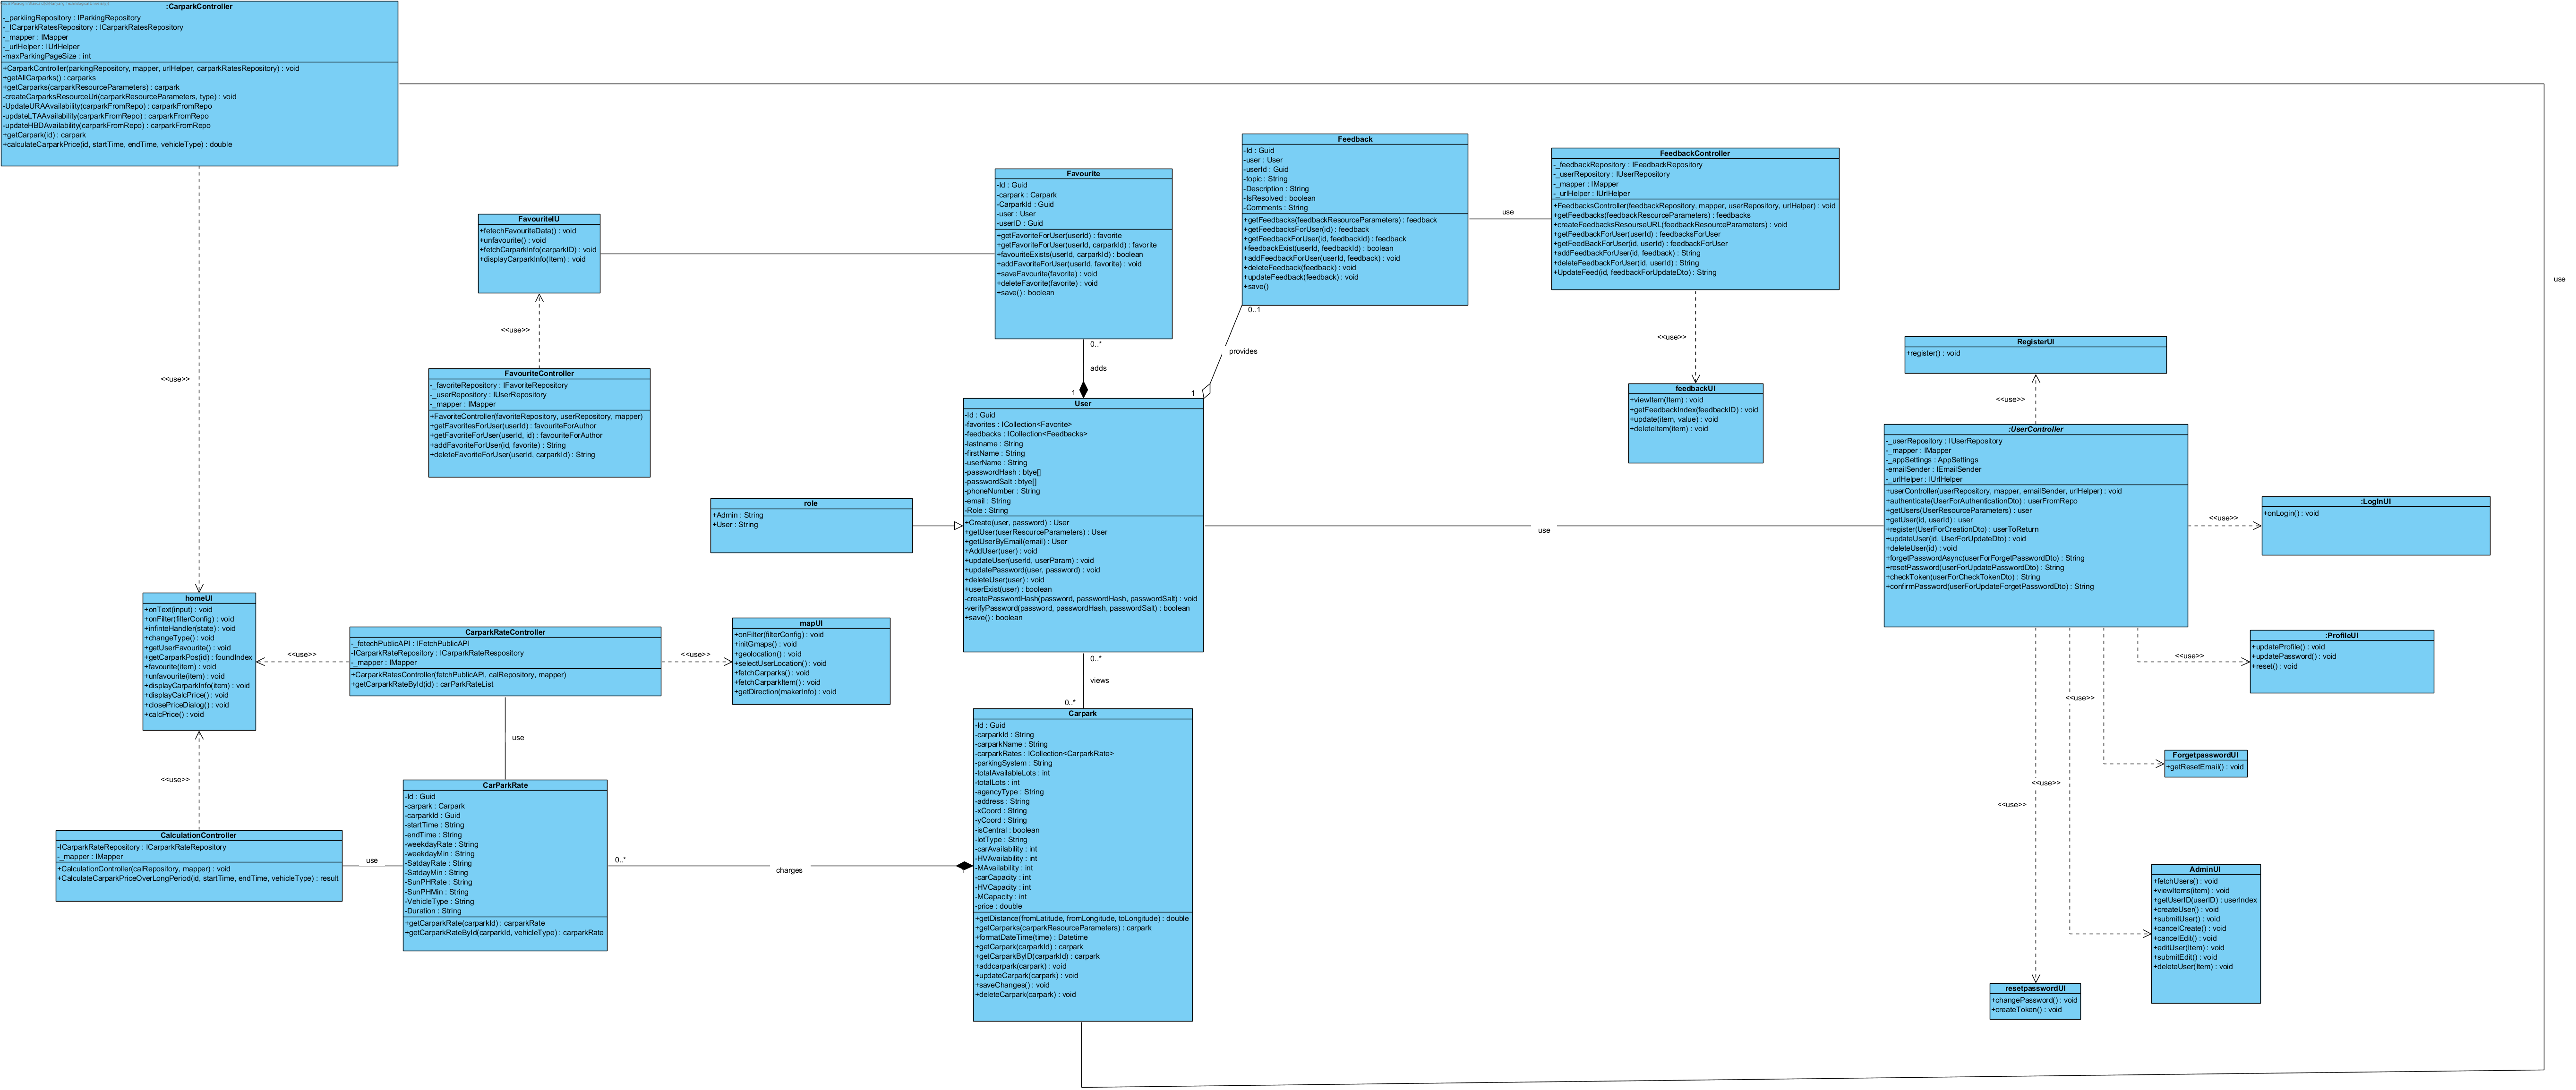 :CarparkController
-_parkiingRepository : IParkingRepository
-_ICarparkRatesRepository : ICarparkRatesRepository
-_mapper : IMapper
-_urlHelper : IUrlHelper
-maxParkingPageSize : int
+CarparkController(parkingRepository, mapper, urlHelper, carparkRatesRepository) : void
+getAllCarparks() : carparks
+getCarparks(carparkResourceParameters) : carpark
-createCarparksResourceUri(carparkResourceParameters, type) : void
-UpdateURAAvailability(carparkFromRepo) : carparkFromRepo
-updateLTAAvailability(carparkFromRepo) : carparkFromRepo
-updateHBDAvailability(carparkFromRepo) : carparkFromRepo
+getCarpark(id) : carpark
+calculateCarparkPrice(id, startTime, endTime, vehicleType) : double
<<use>>
use
FavouriteIU
+fetechFavouriteData() : void
+unfavourite() : void
+fetchCarparkInfo(carparkID) : void
+displayCarparkInfo(Item) : void
<<use>>
FavouriteController
-_favoriteRepository : IFavoriteRepository
-_userRepository : IUserRepository
-_mapper : IMapper
+FavoriteController(favoriteRepository, userRepository, mapper)
+getFavoritesForUser(userId) : favouriteForAuthor
+getFavoriteForUser(userId, id) : favouriteForAuthor
+addFavoriteForUser(id, favorite) : String
+deleteFavoriteForUser(userId, carparkId) : String
Favourite
-Id : Guid
-carpark : Carpark
-CarparkId : Guid
-user : User
-userID : Guid
+getFavoriteForUser(userId) : favorite
+getFavoriteForUser(userId, carparkId) : favorite
+favouriteExists(userId, carparkId) : boolean
+addFavoriteForUser(userId, favorite) : void
+saveFavourite(favorite) : void
+deleteFavorite(favorite) : void
+save() : boolean
0..*
adds
1
Feedback
-Id : Guid
-user : User
-userId : Guid
-topic : String
-Description : String
-IsResolved : boolean
-Comments : String
+getFeedbacks(feedbackResourceParameters) : feedback
+getFeedbacksForUser(id) : feedback
+getFeedbackForUser(id, feedbackId) : feedback
+feedbackExist(userId, feedbackId) : boolean
+addFeedbackForUser(userId, feedback) : void
+deleteFeedback(feedback) : void
+updateFeedback(feedback) : void
+save()
0..1
provides
1
use
FeedbackController
-_feedbackRepository : IFeedbackRepository
-_userRepository : IUserRepository
-_mapper : IMapper
-_urlHelper : IUrlHelper
+FeedbacksController(feedbackRepository, mapper, userRepository, urlHelper) : void
+getFeedbacks(feedbackResourceParameters) : feedbacks
+createFeedbacksResourseURL(feedbackResourceParameters) : void
+getFeedbackForUser(userId) : feedbacksForUser
+getFeedBackForUser(id, userId) : feedbackForUser
+addFeedbackForUser(id, feedback) : String
+deleteFeedbackForUser(id, userId) : String
+UpdateFeed(id, feedbackForUpdateDto) : String
<<use>>
feedbackUI
+viewItem(Item) : void
+getFeedbackIndex(feedbackID) : void
+update(item, value) : void
+deleteItem(item) : void
RegisterUI
+register() : void
<<use>>
:UserController
-_userRepository : IUserRepository
-_mapper : IMapper
-_appSettings : AppSettings
-emailSender : IEmailSender
-_urlHelper : IUrlHelper
+userController(userRepository, mapper, emailSender, urlHelper) : void
+authenticate(UserForAuthenticationDto) : userFromRepo
+getUsers(UserResourceParameters) : user
+getUser(id, userId) : user
+register(UserForCreationDto) : userToReturn
+updateUser(id, UserForUpdateDto) : void
+deleteUser(id) : void
+forgetPasswordAsync(userForForgetPasswordDto) : String
+resetPassword(userForUpdatePasswordDto) : String
+checkToken(userForCheckTokenDto) : String
+confirmPassword(userForUpdateForgetPasswordDto) : String
<<use>>
:LogInUI
+onLogin() : void
role
+Admin : String
+User : String
User
-Id : Guid
-favorites : ICollection<Favorite>
-feedbacks : ICollection<Feedbacks>
-lastname : String
-firstName : String
-userName : String
-passwordHash : btye[]
-passwordSalt : btye[]
-phoneNumber : String
-email : String
-Role : String
+Create(user, password) : User
+getUser(userResourceParameters) : User
+getUserByEmail(email) : User
+AddUser(user) : void
+updateUser(userId, userParam) : void
+updatePassword(user, password) : void
+deleteUser(user) : void
+userExist(user) : boolean
-createPasswordHash(password, passwordHash, passwordSalt) : void
-verifyPassword(password, passwordHash, passwordSalt) : boolean
+save() : boolean
use
0..*
views
0..*
homeUI
+onText(input) : void
+onFilter(filterConfig) : void
+infinteHandler(state) : void
+changeType() : void
+getUserFavourite() : void
+getCarparkPos(id) : foundIndex
+favourite(item) : void
+unfavourite(item) : void
+displayCarparkInfo(item) : void
+displayCalcPrice() : void
+closePriceDialog() : void
+calcPrice() : void
<<use>>
CarparkRateController
-_fetechPublicAPI : IFetchPublicAPI
-ICarParkRateRepository : ICarParkRateRespository
-_mapper : IMapper
+CarparkRatesController(fetchPublicAPI, calRepository, mapper)
+getCarparkRateById(id) : carParkRateList
<<use>>
mapUI
+onFilter(filterConfig) : void
+initGmaps() : void
+geolocation() : void
+selectUserLocation() : void
+fetchCarparks() : void
+fetchCarparkItem() : void
+getDirection(makerInfo) : void
use
<<use>>
CalculationController
-ICarParkRateRepository : ICarParkRateRepository
-_mapper : IMapper
+CalculationController(calRepository, mapper) : void
+CalculateCarparkPriceOverLongPeriod(id, startTime, endTime, vehicleType) : result
use
CarParkRate
-Id : Guid
-carpark : Carpark
-carparkId : Guid
-startTime : String
-endTime : String
-weekdayRate : String
-weekdayMin : String
-SatdayRate : String
-SatdayMin : String
-SunPHRate : String
-SunPHMin : String
-VehicleType : String
-Duration : String
+getCarparkRate(carparkId) : carparkRate
+getCarparkRateById(carparkId, vehicleType) : carparkRate
0..*
charges
Carpark
-Id : Guid
-carparkId : String
-carparkName : String
-carparkRates : ICollection<CarparkRate>
-parkingSystem : String
-totalAvailableLots : int
-totalLots : int
-agencyType : String
-address : String
-xCoord : String
-yCoord : String
-isCentral : boolean
-lotType : String
-carAvailability : int
-HVAvailability : int
-MAvailability : int
-carCapacity : int
-HVCapacity : int
-MCapacity : int
-price : double
+getDistance(fromLatitude, fromLongitude, toLongitude) : double
+getCarparks(carparkResourceParameters) : carpark
+formatDateTime(time) : Datetime
+getCarpark(carparkId) : carpark
+getCarparkByID(carparkId) : carpark
+addcarpark(carpark) : void
+updateCarpark(carpark) : void
+saveChanges() : void
+deleteCarpark(carpark) : void
:ProfileUI
+updateProfile() : void
+updatePassword() : void
+reset() : void
<<use>>
<<use>>
ForgetpasswordUI
+getResetEmail() : void
<<use>>
<<use>>
AdminUI
+fetchUsers() : void
+viewItems(item) : void
+getUserID(userID) : userIndex
+createUser() : void
+submitUser() : void
+cancelCreate() : void
+cancelEdit() : void
+editUser(Item) : void
+submitEdit() : void
+deleteUser(Item) : void
resetpasswordUI
+changePassword() : void
+createToken() : void